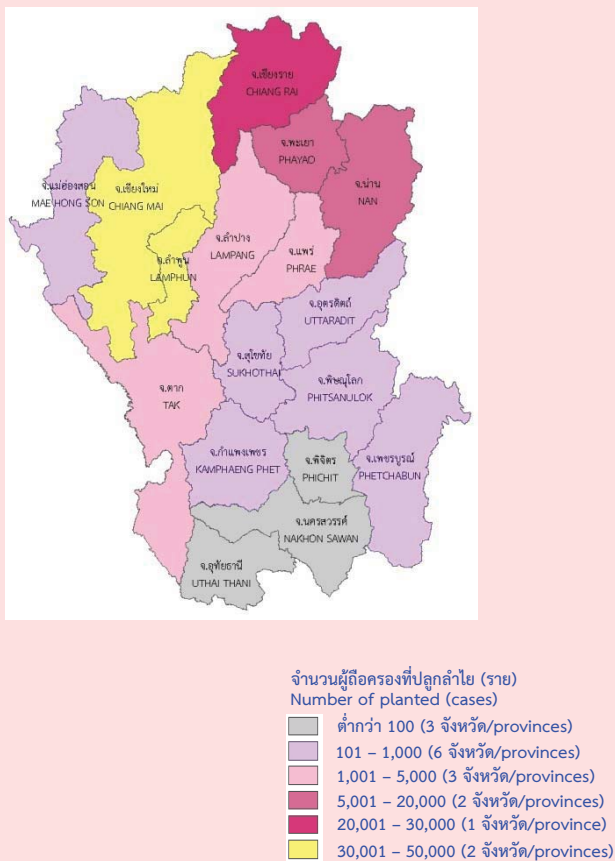 จ.เชียงราย
CHIANG RAI
จ.พะเยา
PHAYAO
จ.น่าน
NAN
จ.แม่ฮ่องสอน
MAE HONG SON
จ.เชียงใหม่
CHIANG MAI
จ.ลำปาง
LAMPANG
จ.แพร่
PHRAE
จ.ลำพูน
LAMPHUN
จ.อุตรดิตถ์
UTTARADIT
จ.สุโขทัย
SUKHOTHAI
จ.พิษณุโลก
PHITSANULOK
จ.ตาก
TAK
จ.กำแพงเพชร
KAMPHAENG PHET
จ.พิจิตร
PHICHIT
จ.เพชรบูรณ์
PHETCHABUN
จ.นครสวรรค์
NAKHON SAWAN
จ.อุทัยธานี
UTHAI THANI
จำนวนผู้ถือครองที่ปลูกลำไย (ราย)
Number of planted (cases)
ต่ำกว่า 100 (3 จังหวัด/provinces)
101 – 1,000 (6 จังหวัด/provinces)
1,001 – 5,000 (3 จังหวัด/provinces)
5,001 – 20,000 (2 จังหวัด/provinces)
20,001 – 30,000 (1 จังหวัด/province)
30,001 – 50,000 (2 จังหวัด/provinces)